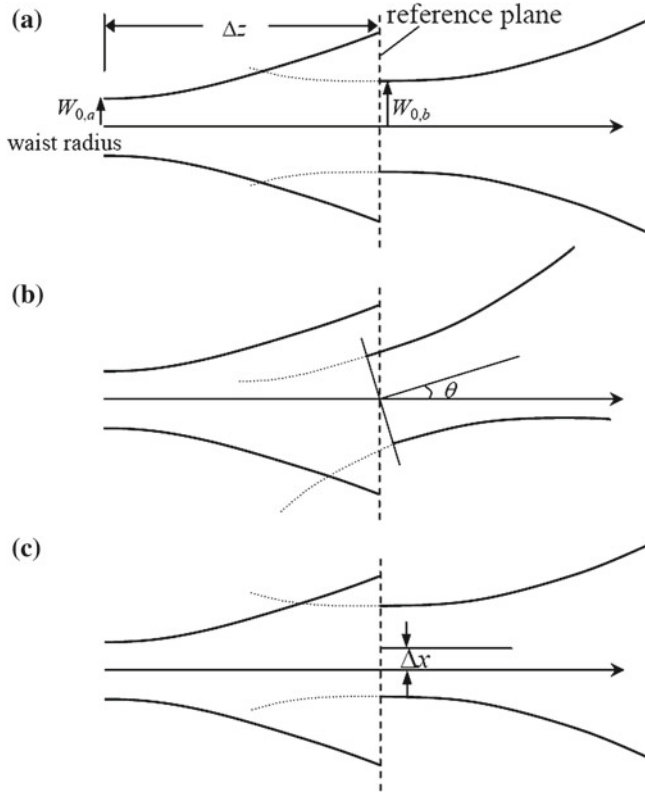 (a)
Δz
reference plane
W0,a
W0,b
waist radius
(b)
θ
(c)
Δx